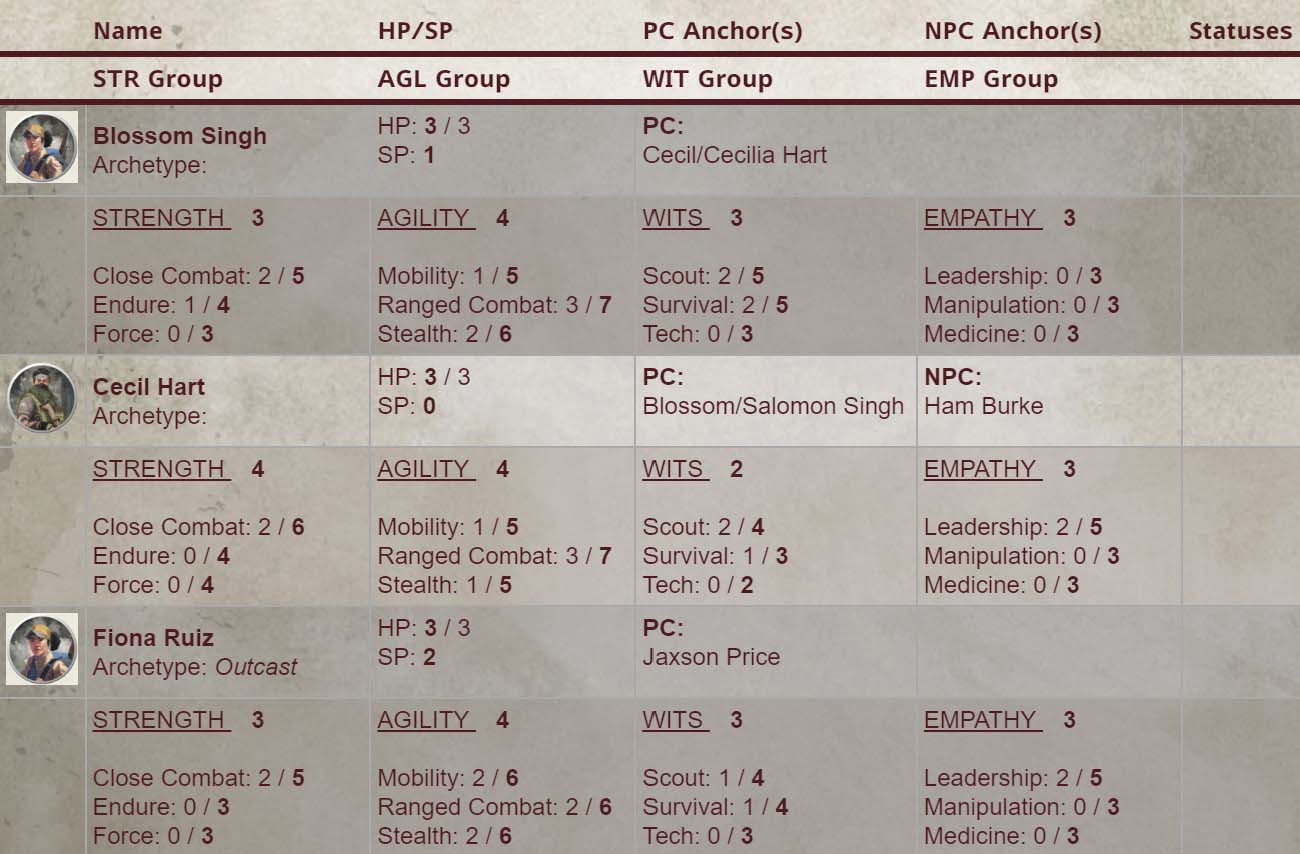 Name HP/SP PC Anchor(s) NPC Anchor(s) Statuses
STR Group AGL Group WIT Group EMP Group
Blossom Singh
Archetype:
HP: 3 / 3
SP: 1
PC:
Cecil/Cecilia Hart
STRENGTH 3 AGILITY 4 WITS 3 EMPATHY 3
Close Combat: 2 / 5 Mobility: 1 / 5 Scout: 2 / 5 Leadership: 0 / 3
Endure: 1 / 4 Ranged Combat: 3 / 7 Survival: 2 / 5 Manipulation: 0 / 3
Force: 0 / 3 Stealth: 2 / 6 Tech: 0 / 3 Medicine: 0 / 3
Cecil Hart
Archetype:
HP: 3 / 3
SP: 0
PC:
Blossom/Salomon Singh
NPC:
Ham Burke
STRENGTH 4 AGILITY 4 WITS 2 EMPATHY 3
Close Combat: 2 / 6 Mobility: 1 / 5 Scout: 2 / 4 Leadership: 2 / 5
Endure: 0 / 4 Ranged Combat: 3 / 7 Survival: 1 / 3 Manipulation: 0 / 3
Force: 0 / 4 Stealth: 1 / 5 Tech: 0 / 2 Medicine: 0 / 3
Fiona Ruiz
Archetype: Outcast
HP: 3 / 3
SP: 2
PC:
Jaxson Price
STRENGTH 3 AGILITY 4 WITS 3 EMPATHY 3
Close Combat: 2 / 5 Mobility: 2 / 6 Scout: 1 / 4 Leadership: 2 / 5
Endure: 0 / 3 Ranged Combat: 2 / 6 Survival: 1 / 4 Manipulation: 0 / 3
Force: 0 / 3 Stealth: 2 / 6 Tech: 0 / 3 Medicine: 0 / 3